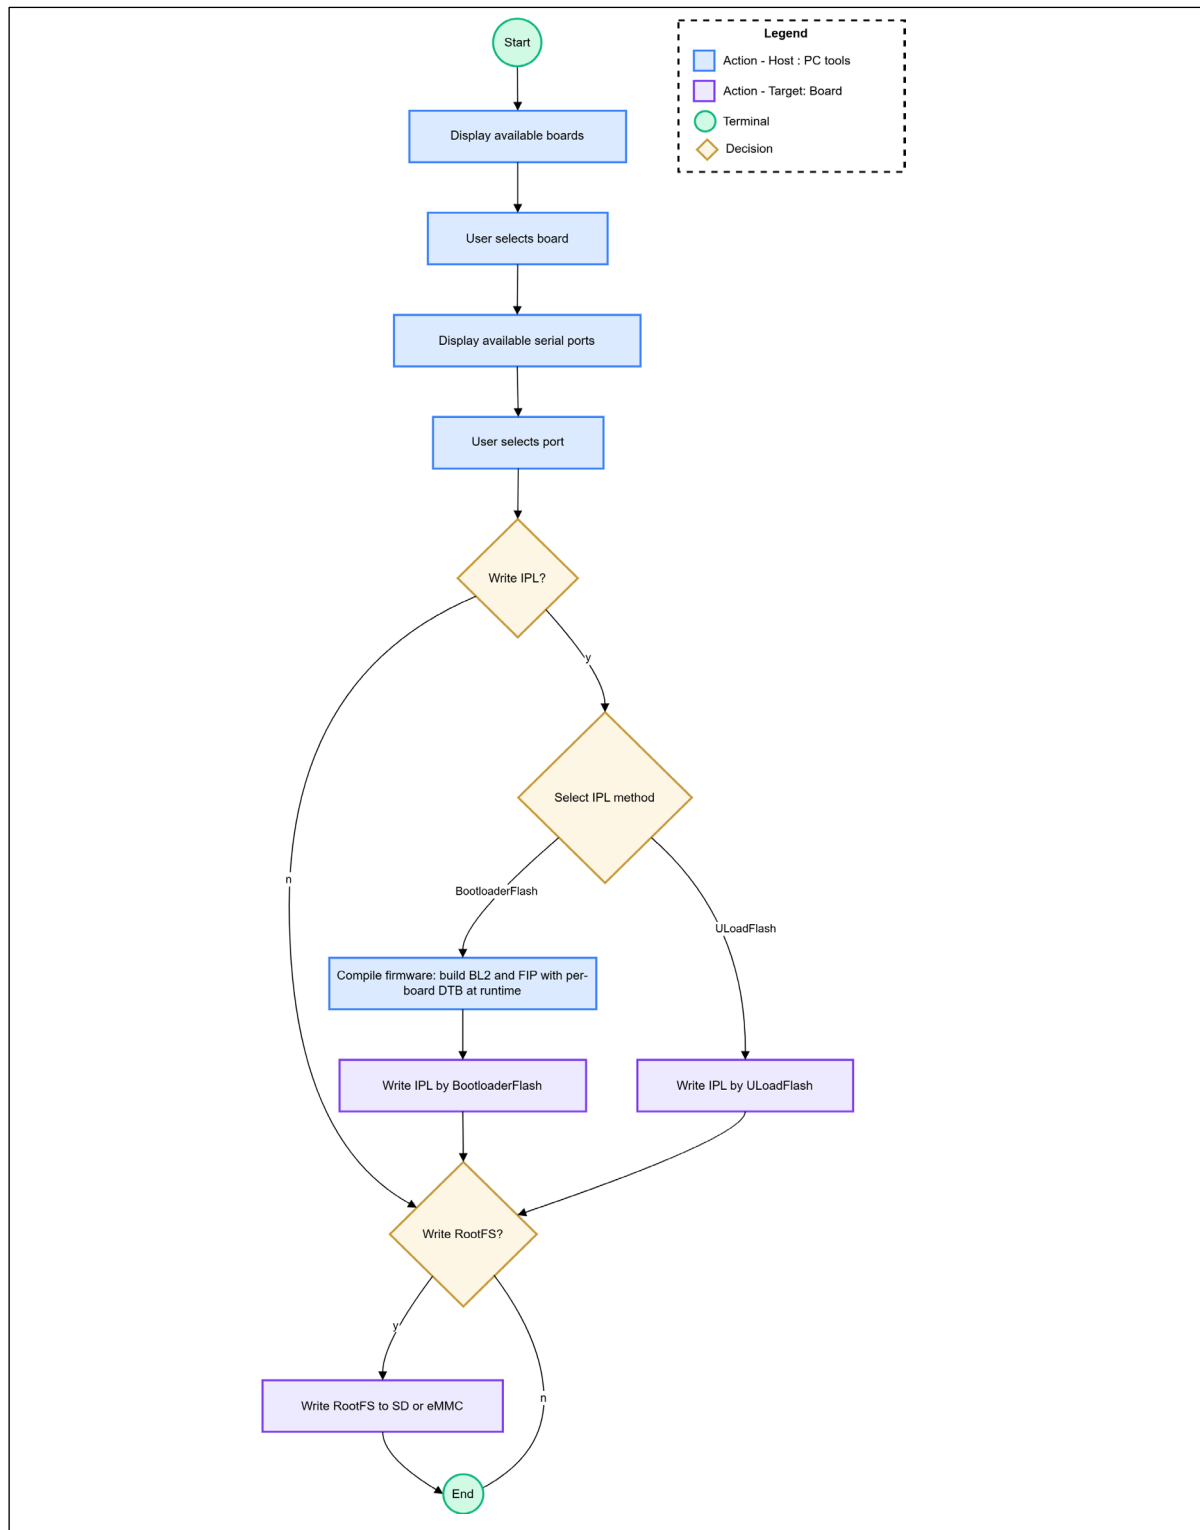 Start
Legend
Action - Host : PC tools
Action - Target: Board
Terminal
Decision
Display available boards
User selects board
Display available serial ports
User selects port
Write IPL?
y
Select IPL method
n
BootloaderFlash
ULoadFlash
Compile firmware: build BL2 and FIP with per-
board DTB at runtime
Write IPL by BootloaderFlash
Write IPL by ULoadFlash
Write RootFS?
y
n
Write RootFS to SD or eMMC
End